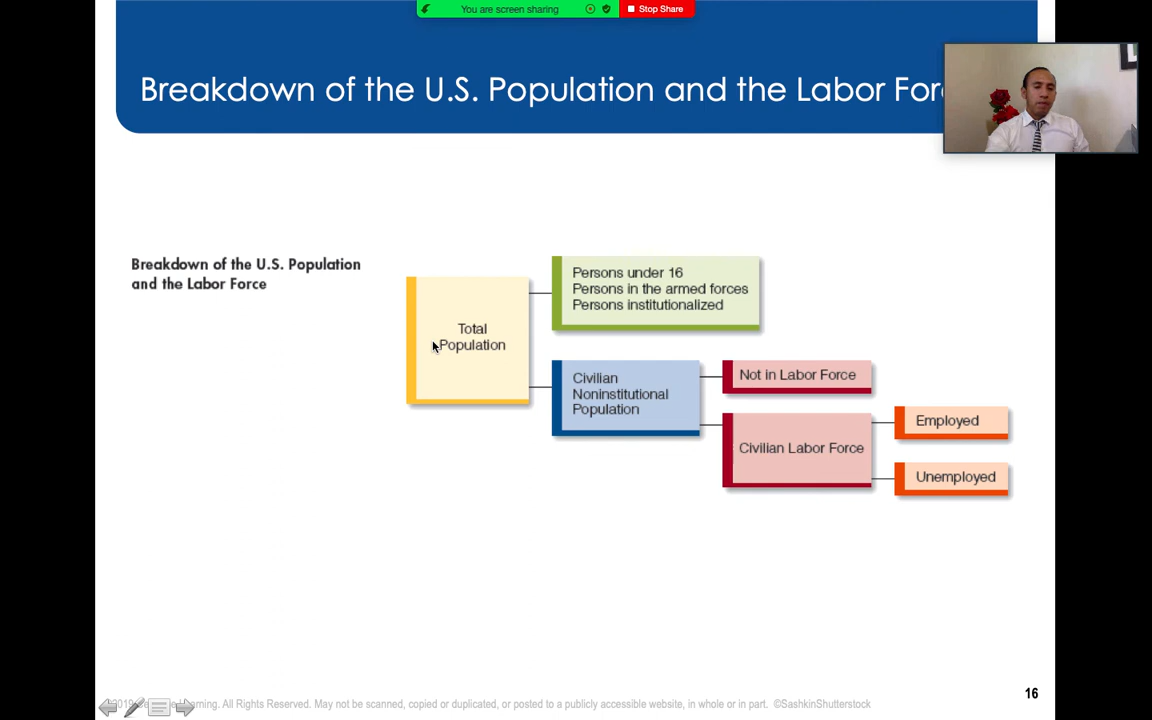 You are screen sharing
Stop Share
Breakdown of the U.S. Population and the Labor
Breakdown of the U.S. Population
and the Labor Force
Total
Population
Persons under 16
Persons in the armed forces
Persons institutionalized
Civilian
Noninstitutional
Population
Not in Labor Force
Civilian Labor Force
Employed
Unemployed
16
All Rights Reserved. May not be scanned, copied or duplicated, or posted to a publicly accessible website, in whole or in part. ©SashkinShutterstock